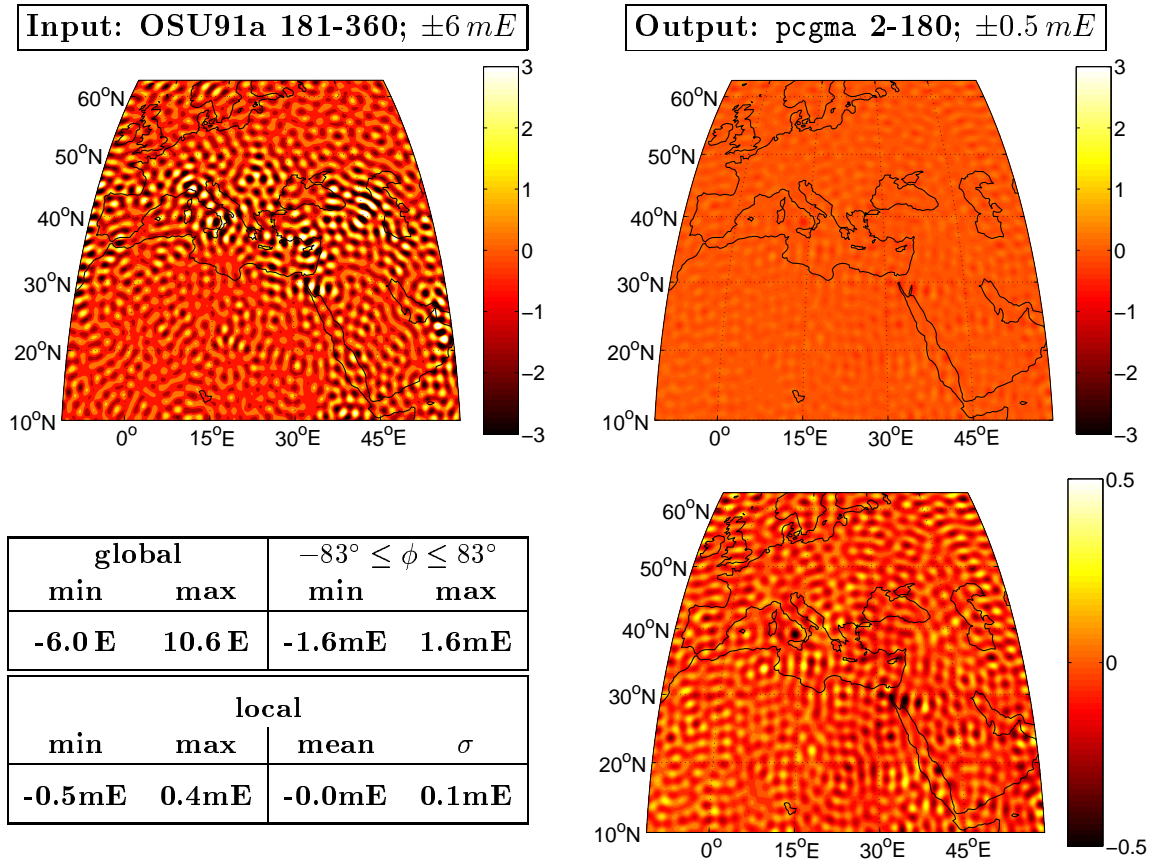 Input: OSU91a 181-360; ±6 mE
Output: pcgma 2-180; ±0.5 mE
60°N
50°N
40°N
30°N
20°N
10°N
0°
15°E
30°E
45°E
3
2
1
0
−1
−2
−3
60°N
50°N
40°N
30°N
20°N
10°N
0°
15°E
30°E
45°E
3
2
1
0
−1
−2
−3
global −83° ≤ ϕ ≤ 83°
min max min max
-6.0 E 10.6 E -1.6mE 1.6mE
local
min max mean σ
-0.5mE 0.4mE -0.0mE 0.1mE
60°N
50°N
40°N
30°N
20°N
10°N
0°
15°E
30°E
45°E
0.5
0
−0.5